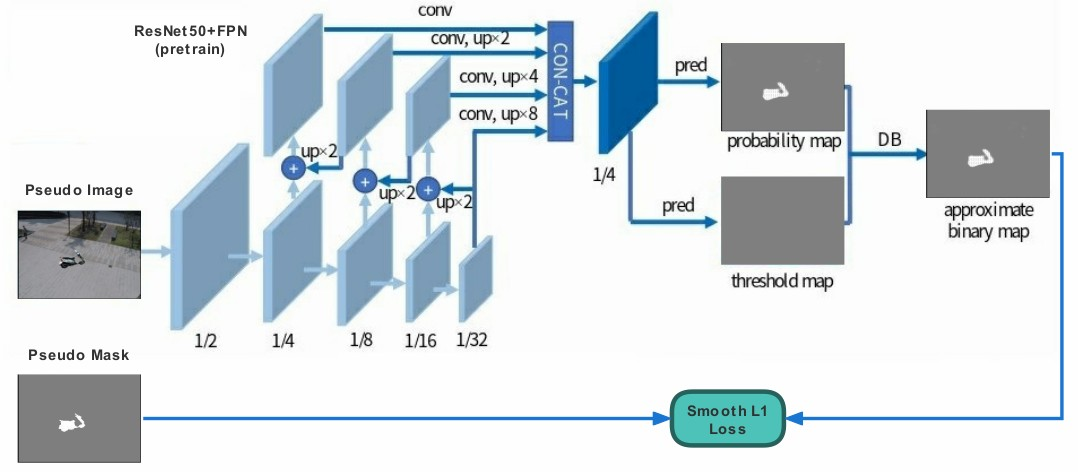 ResNet50+FPN
(pretrain)
conv
conv, up×2
conv, up×4
conv, up×8
CON-CAT
pred
probability map
DB
up×2
up×2
up×2
1/4
pred
approximate
binary map
threshold map
Pseudo Image
1/2
1/4
1/8
1/16
1/32
Pseudo Mask
Smooth L1
Loss